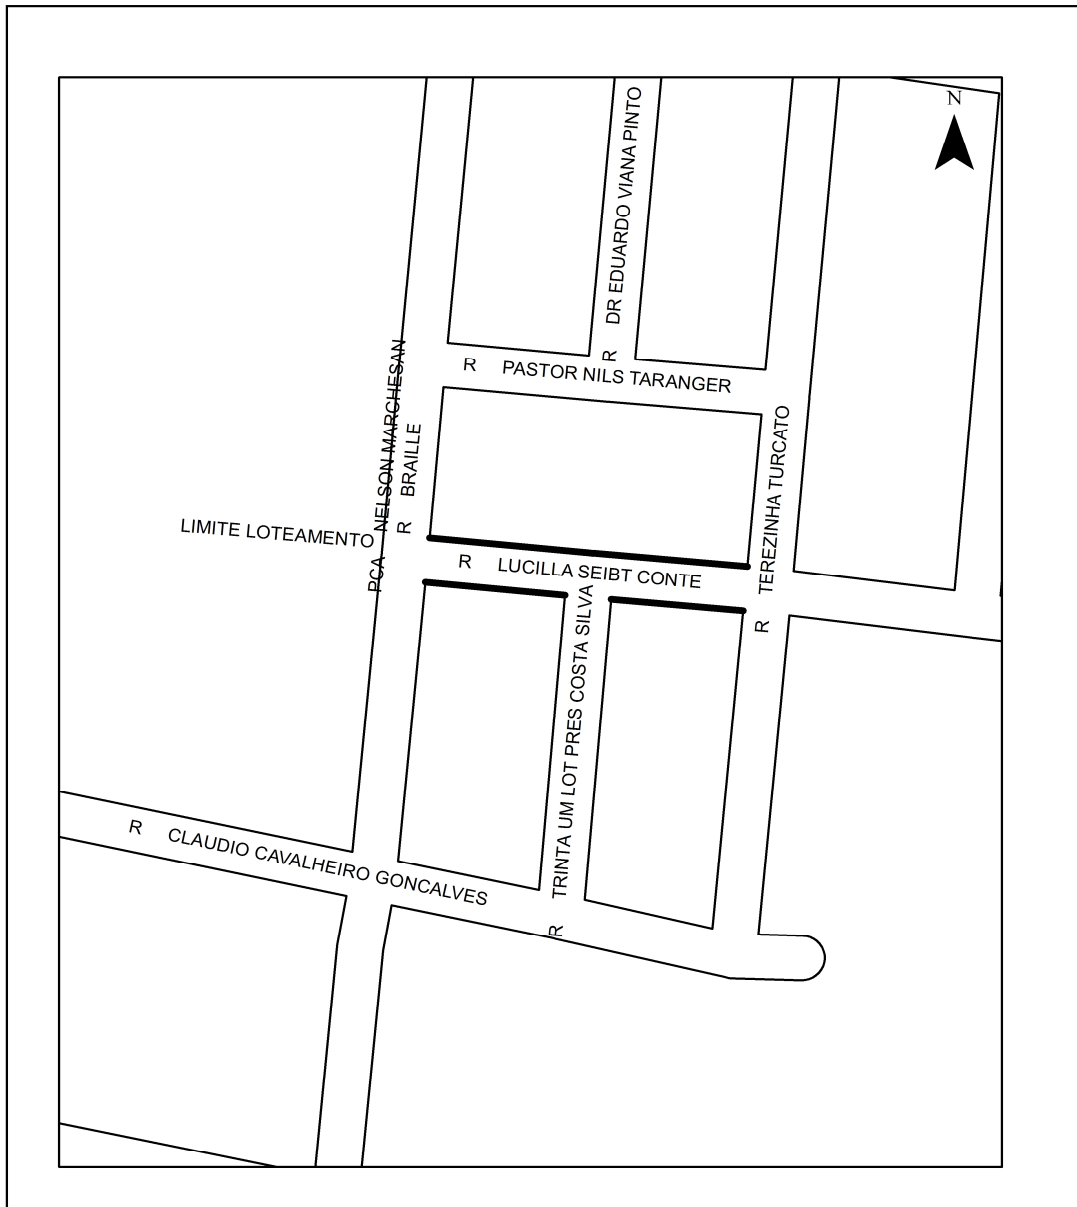 N
R DR EDUARDO VIANA PINTO
R PASTOR NILS TARANGER
PCA NELSON MARCHESAN
R BRAILLE
R TEREZINHA TURCATO
LIMITE LOTEAMENTO
R LUCILLA SEIBT CONTE
R TRINTA UM LOT PRES COSTA SILVA
R CLAUDIO CAVALHEIRO GONCALVES